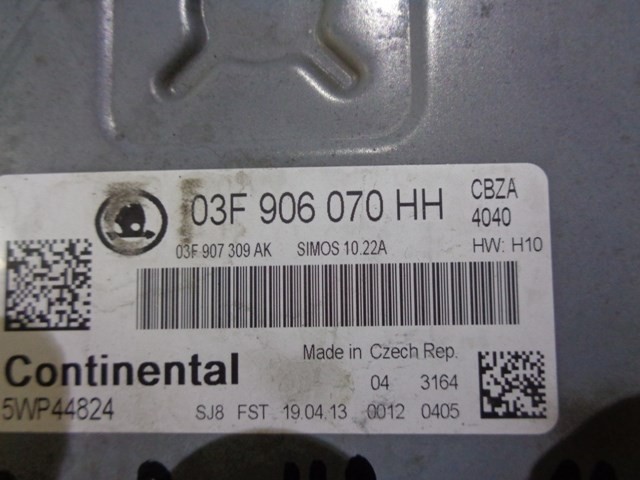 03F 906 070 HH CBZA
4040
03F 907 309 AK SIMOS 10.22A HW: H10
Made in Czech Rep.
Continental 04 3164
5WP44824 SJ8 FST 19.04.13 0012 0405